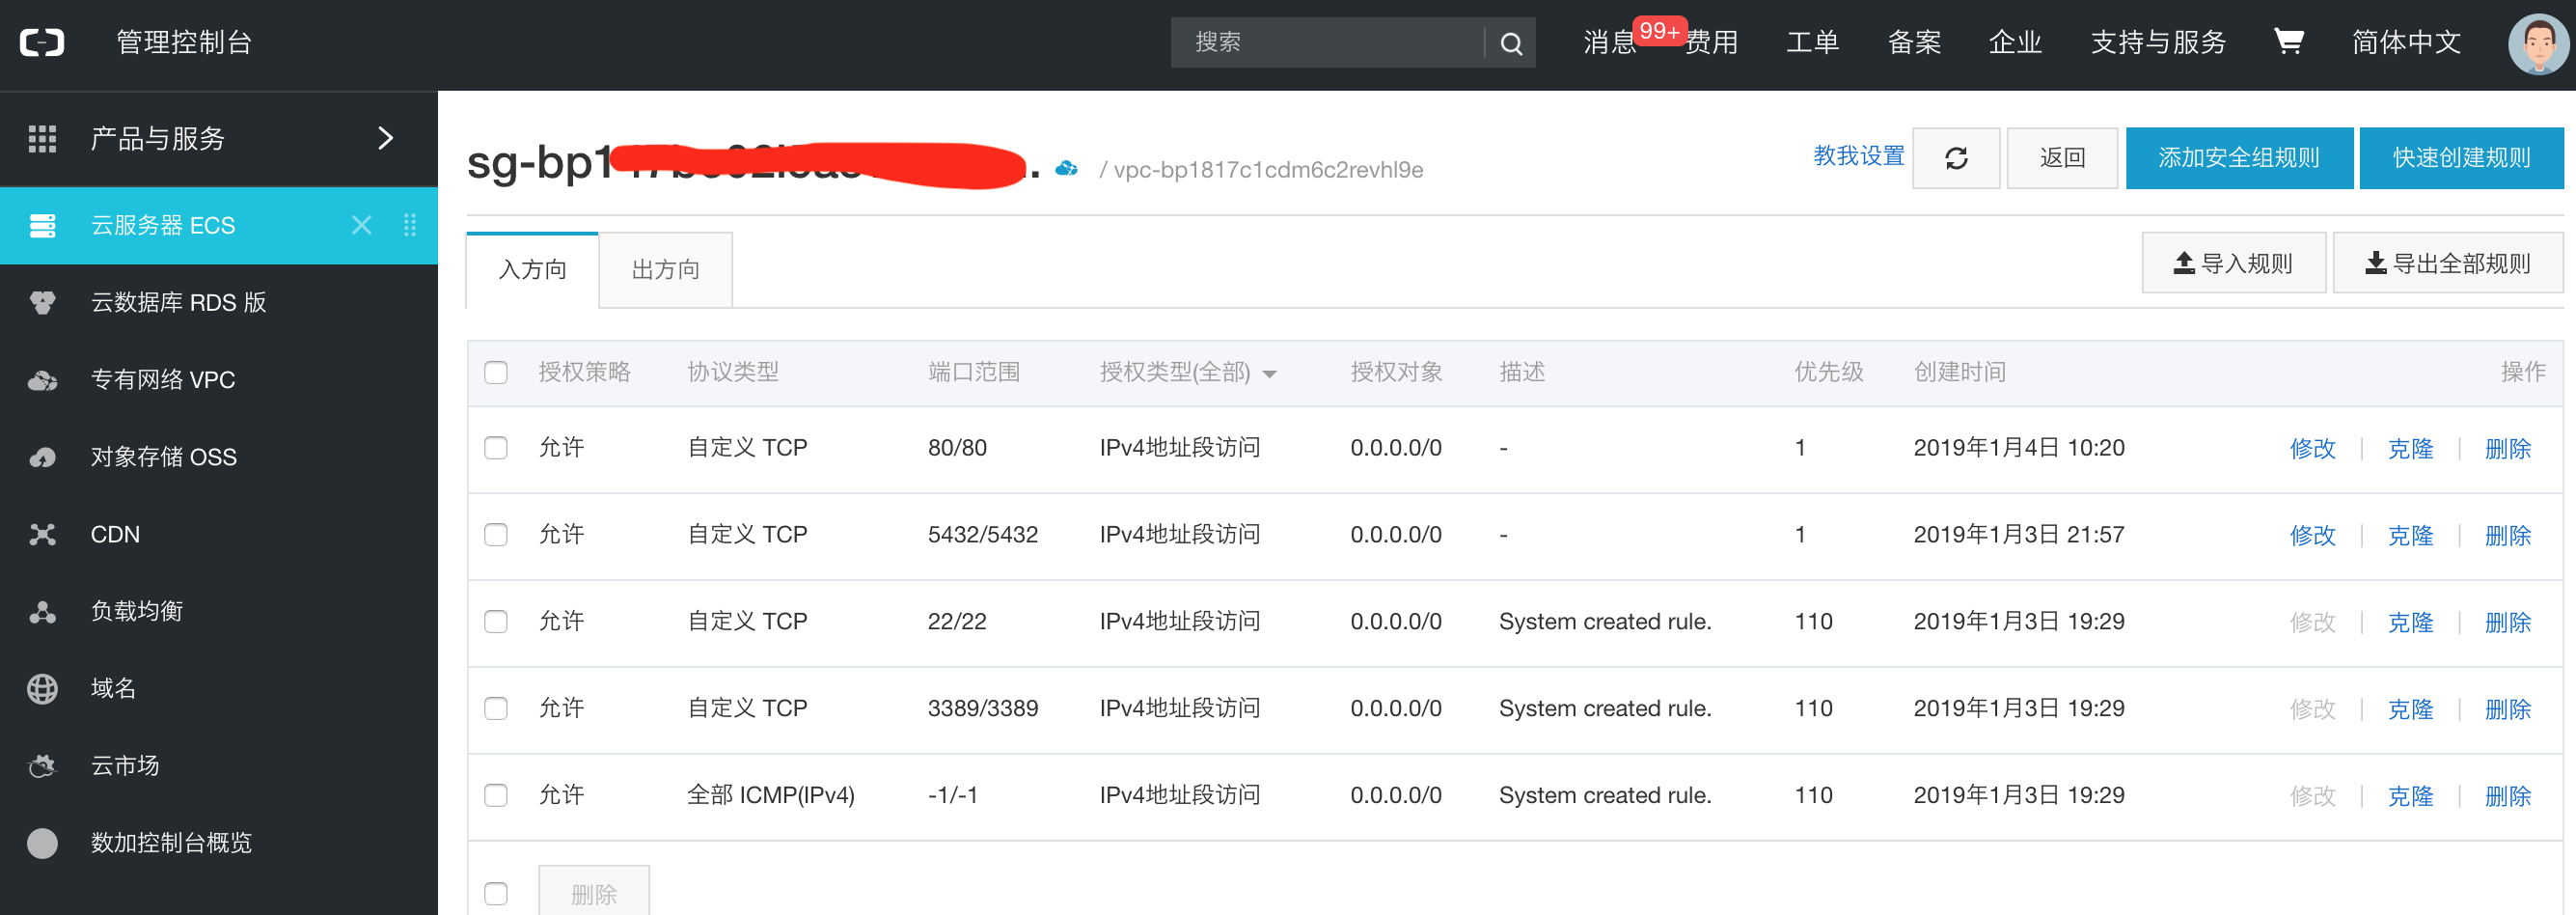 管理控制台 搜索 消息 99+ 费用 工单 备案 企业 支持与服务 简体中文
产品与服务
云服务器 ECS
云数据库 RDS 版
专有网络 VPC
对象存储 OSS
CDN
负载均衡
域名
云市场
数加控制台概览
sg-bp1 / vpc-bp1817c1cdm6c2revhl9e 教我设置 返回 添加安全组规则 快速创建规则
入方向 出方向 导入规则 导出全部规则
授权策略 协议类型 端口范围 授权类型(全部) 授权对象 描述 优先级 创建时间 操作
允许 自定义 TCP 80/80 IPv4地址段访问 0.0.0.0/0 - 1 2019年1月4日 10:20 修改 | 克隆 | 删除
允许 自定义 TCP 5432/5432 IPv4地址段访问 0.0.0.0/0 - 1 2019年1月3日 21:57 修改 | 克隆 | 删除
允许 自定义 TCP 22/22 IPv4地址段访问 0.0.0.0/0 System created rule. 110 2019年1月3日 19:29 修改 | 克隆 | 删除
允许 自定义 TCP 3389/3389 IPv4地址段访问 0.0.0.0/0 System created rule. 110 2019年1月3日 19:29 修改 | 克隆 | 删除
允许 全部 ICMP(IPv4) -1/-1 IPv4地址段访问 0.0.0.0/0 System created rule. 110 2019年1月3日 19:29 修改 | 克隆 | 删除
删除